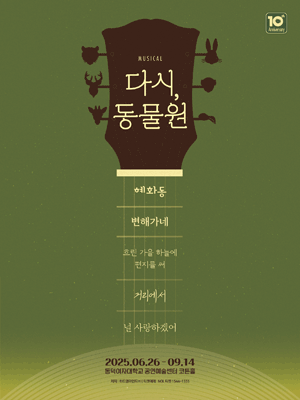 10th
Anniversary
MUSICAL
다시,
동물원
혜화동
변해가네
흐린 가을 하늘에
편지를 써
거리에서
널 사랑하겠어
2025.06.26 - 09.14
동덕여자대학교 공연예술센터 코튼홀